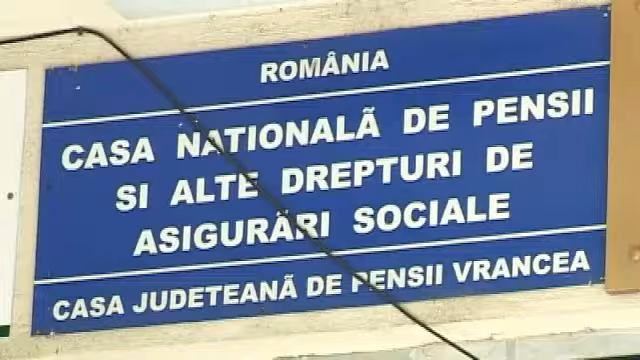 ROMÂNIA
CASA NATIONALĂ DE PENSII
SI ALTE DREPTURI DE
ASIGURĂRI SOCIALE
CASA JUDETEANĂ DE PENSII VRANCEA